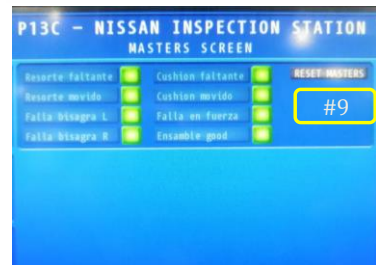 P13C - NISSAN INSPECTION STATION
MASTERS SCREEN
Resorte faltante
Cushion faltante
RESET MASTERS
Resorte movido
Cushion movido
#9
Falla bisagra L
Falla en fuerza
Falla bisagra R
Ensamble good